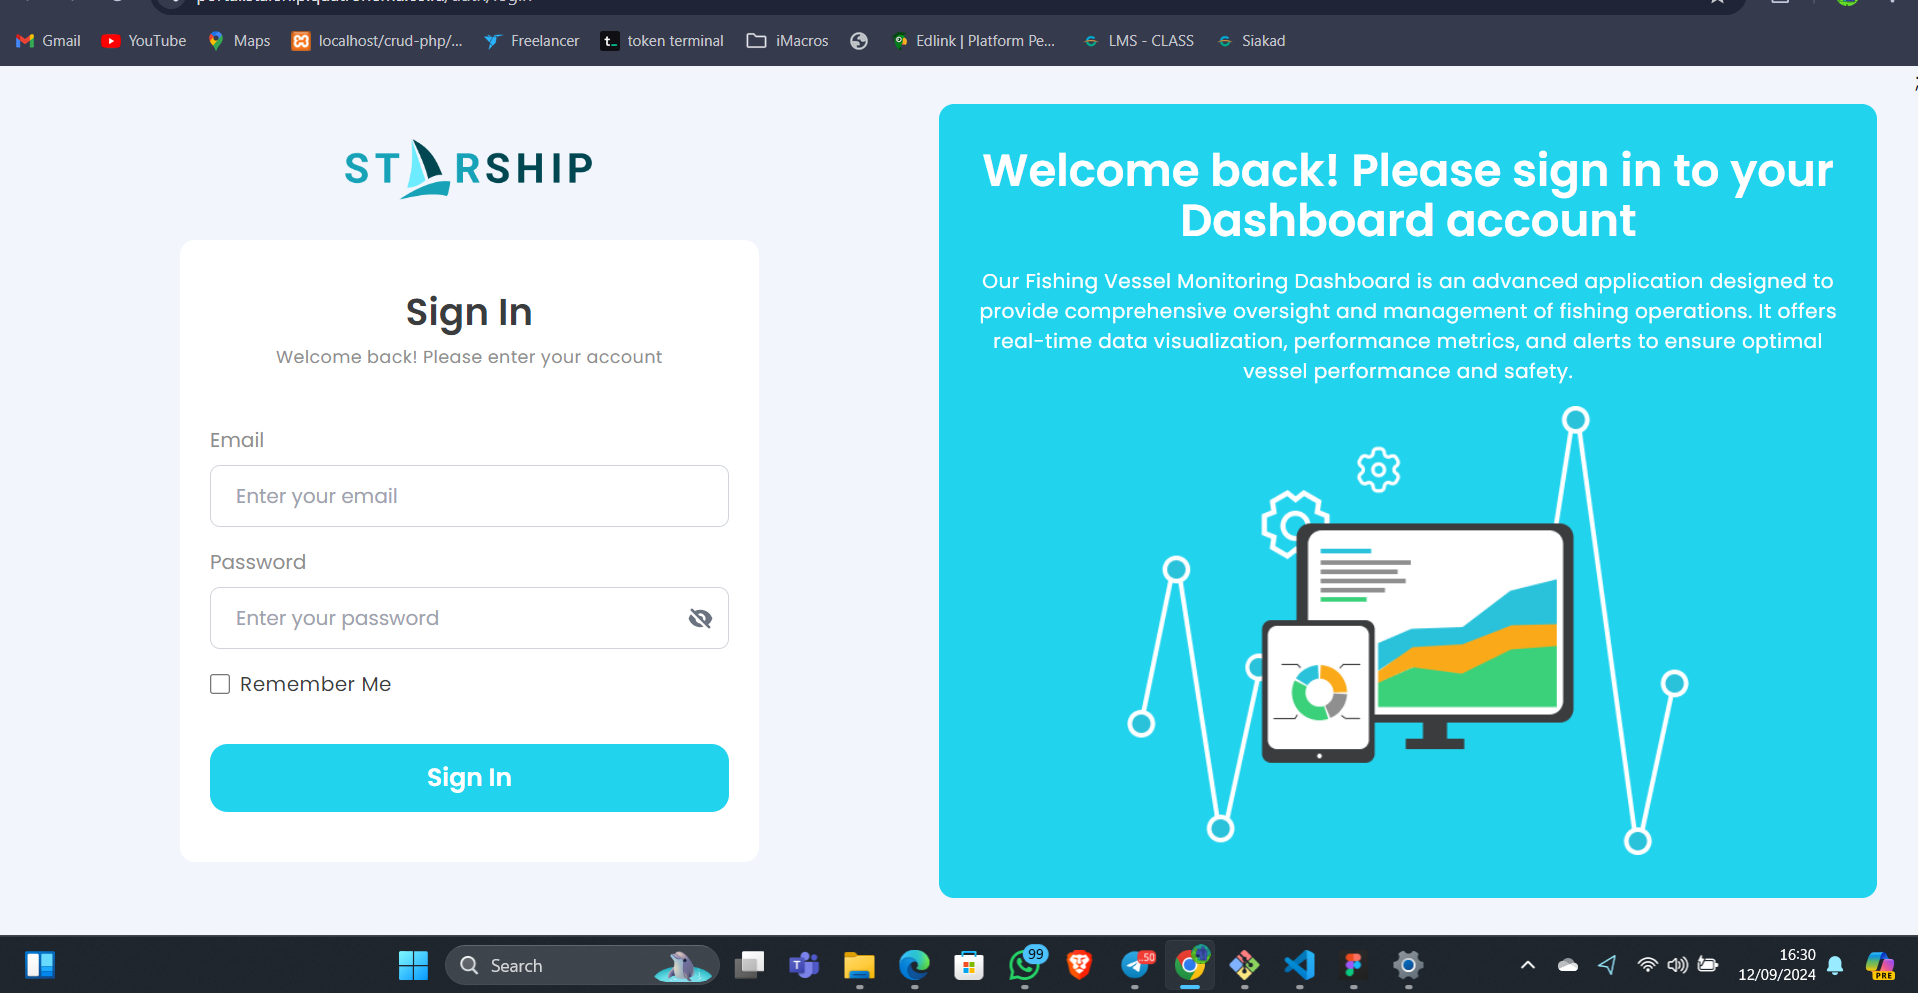 Gmail
YouTube
Maps
localhost/crud-php/...
Freelancer
token terminal
iMacros
Edlink | Platform Pe...
LMS - CLASS
Siakad
STARSHIP
Sign In
Welcome back! Please enter your account
Email
Enter your email
Password
Enter your password
Remember Me
Sign In
Welcome back! Please sign in to your
Dashboard account
Our Fishing Vessel Monitoring Dashboard is an advanced application designed to
provide comprehensive oversight and management of fishing operations. It offers
real-time data visualization, performance metrics, and alerts to ensure optimal
vessel performance and safety.
Search
99
50
16:30
12/09/2024
PRE